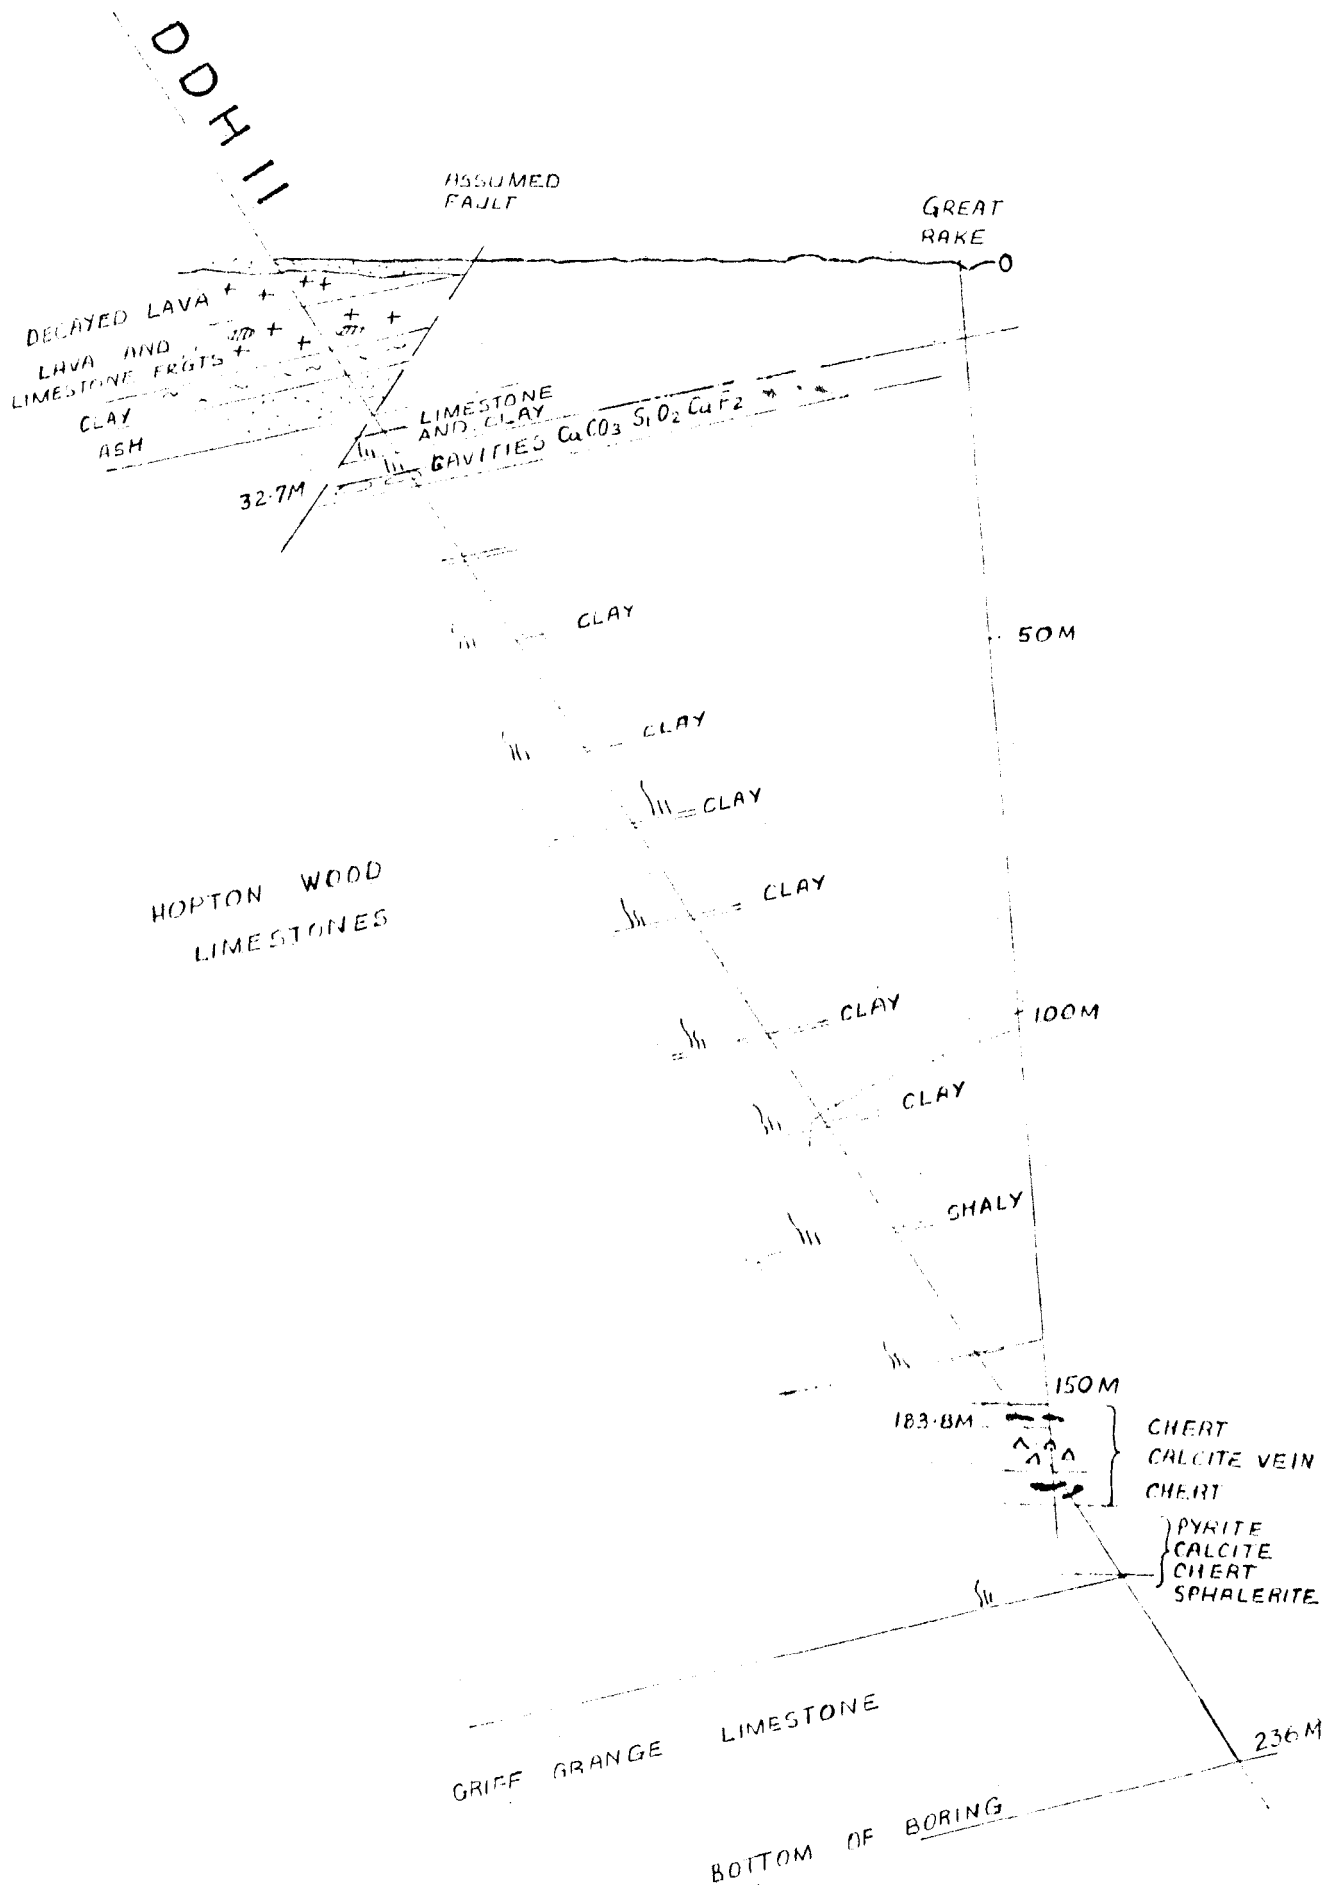 DDH 11
ASSUMED
FAULT
GREAT
RAKE
O
DECAYED LAVA
LAVA AND
LIMESTONE FRGTS
CLAY
ASH
LIMESTONE
AND CLAY
CAVITIES CaCO3 SiO2 CaF2
32·7M
CLAY
50M
CLAY
CLAY
HOPTON WOOD
LIMESTONES
CLAY
CLAY
100M
CLAY
SHALY
150M
183·8M
CHERT
CALCITE VEIN
CHERT
PYRITE
CALCITE
CHERT
SPHALERITE
GRIFF GRANGE LIMESTONE
236M
BOTTOM OF BORING